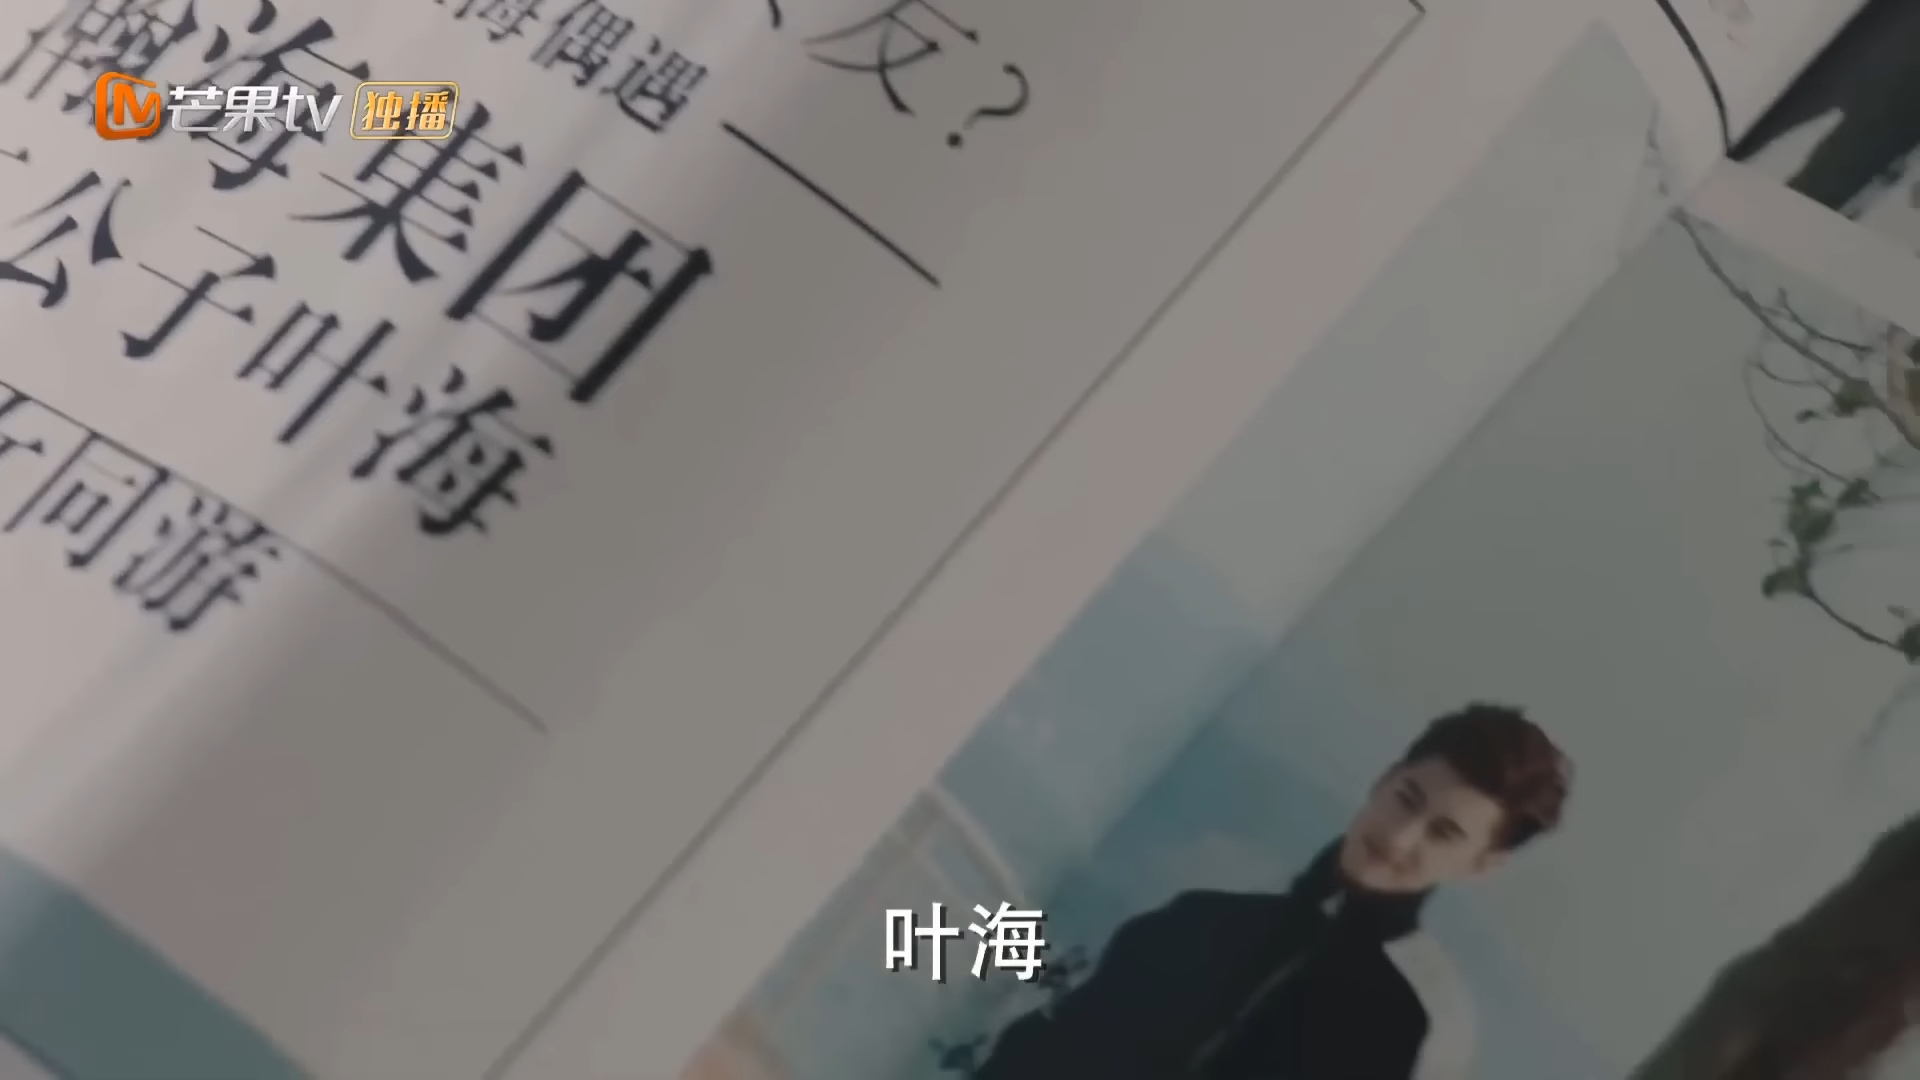 友?
海偶遇
芒果tv 独播
瀚海集团
公子叶海
同游
叶海